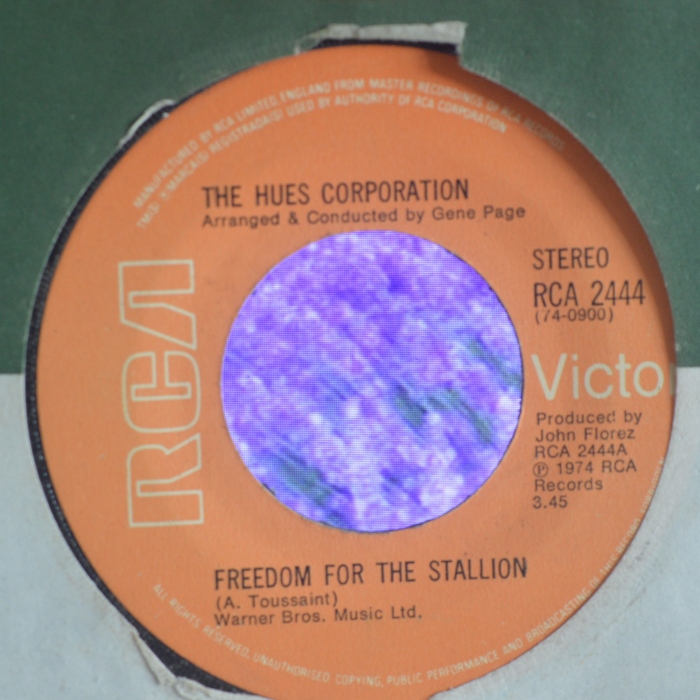 MANUFACTURED BY RCA LIMITED, ENGLAND FROM MASTER RECORDINGS OF RCA RECORDS
TM(S) ® MARCA(S) REGISTRADA(S) USED BY AUTHORITY OF RCA CORPORATION
THE HUES CORPORATION
Arranged & Conducted by Gene Page
RCA
STEREO
RCA 2444
(74-0900)
Victo
Produced by
John Florez
RCA 2444A
℗ 1974 RCA
Records
3.45
FREEDOM FOR THE STALLION
(A. Toussaint)
Warner Bros. Music Ltd.
ALL RIGHTS RESERVED, UNAUTHORISED COPYING, PUBLIC PERFORMANCE AND BROADCASTING OF THIS